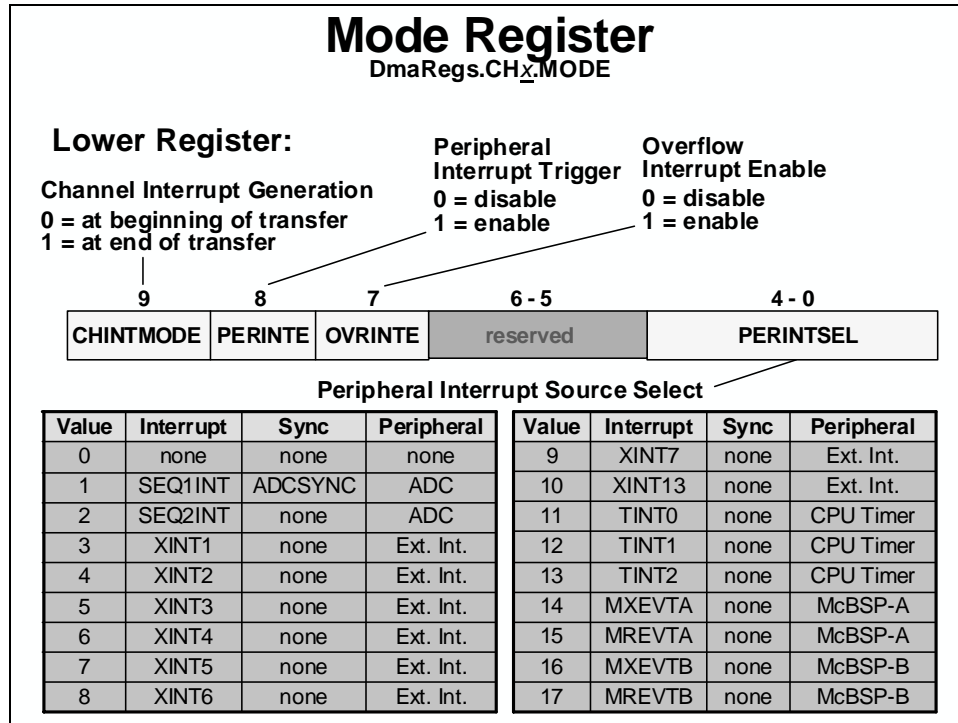 Mode Register
DmaRegs.CHx.MODE
Lower Register:
Channel Interrupt Generation
0 = at beginning of transfer
1 = at end of transfer
Peripheral
Interrupt Trigger
0 = disable
1 = enable
Overflow
Interrupt Enable
0 = disable
1 = enable
9 8 7 6 - 5 4 - 0
CHINTMODE PERINTE OVRINTE reserved PERINTSEL
Peripheral Interrupt Source Select
Value Interrupt Sync Peripheral
0 none none none
1 SEQ1INT ADCSYNC ADC
2 SEQ2INT none ADC
3 XINT1 none Ext. Int.
4 XINT2 none Ext. Int.
5 XINT3 none Ext. Int.
6 XINT4 none Ext. Int.
7 XINT5 none Ext. Int.
8 XINT6 none Ext. Int.
Value Interrupt Sync Peripheral
9 XINT7 none Ext. Int.
10 XINT13 none Ext. Int.
11 TINT0 none CPU Timer
12 TINT1 none CPU Timer
13 TINT2 none CPU Timer
14 MXEVTA none McBSP-A
15 MREVTA none McBSP-A
16 MXEVTB none McBSP-B
17 MREVTB none McBSP-B